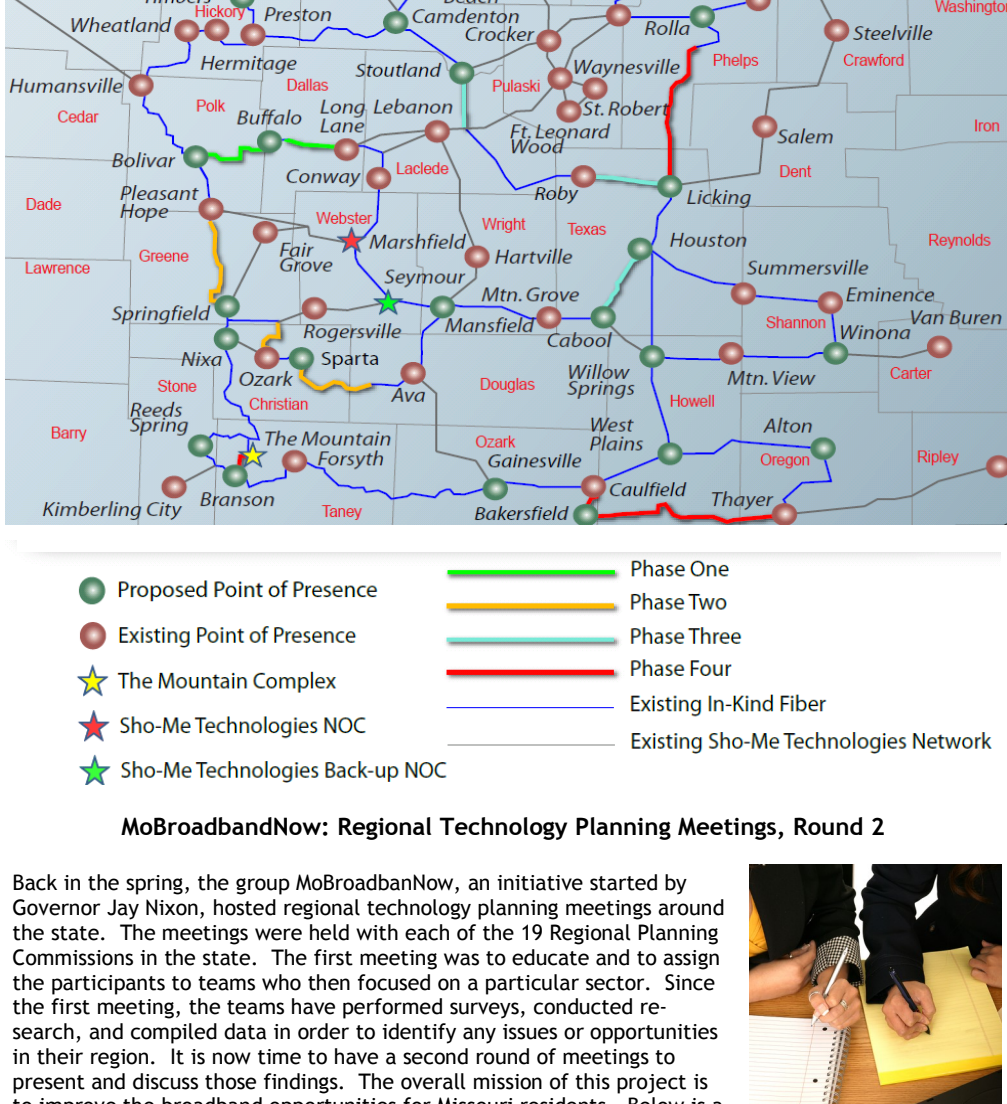 Hickory
Preston
Camdenton
Washington
Wheatland
Crocker
Rolla
Steelville
Hermitage
Stoutland
Waynesville
Phelps
Crawford
Humansville
Dallas
Pulaski
Cedar
Polk
Long Lebanon
Lane
St. Robert
Buffalo
Ft. Leonard
Wood
Salem
Iron
Bolivar
Conway
Laclede
Roby
Licking
Dent
Pleasant
Hope
Dade
Webster
Wright
Texas
Greene
Fair
Grove
Marshfield
Hartville
Houston
Reynolds
Lawrence
Seymour
Summersville
Mtn. Grove
Eminence
Springfield
Rogersville
Mansfield
Cabool
Shannon
Van Buren
Winona
Nixa
Sparta
Ozark
Willow
Springs
Mtn. View
Carter
Stone
Ava
Douglas
Christian
Howell
Reeds
Spring
West
Plains
Alton
Barry
The Mountain
Forsyth
Ozark
Gainesville
Oregon
Ripley
Branson
Kimberling City
Taney
Caulfield
Thayer
Bakersfield
Proposed Point of Presence
Existing Point of Presence
The Mountain Complex
Sho-Me Technologies NOC
Sho-Me Technologies Back-up NOC
Phase One
Phase Two
Phase Three
Phase Four
Existing In-Kind Fiber
Existing Sho-Me Technologies Network
MoBroadbandNow: Regional Technology Planning Meetings, Round 2
Back in the spring, the group MoBroadbanNow, an initiative started by
Governor Jay Nixon, hosted regional technology planning meetings around
the state. The meetings were held with each of the 19 Regional Planning
Commissions in the state. The first meeting was to educate and to assign
the participants to teams who then focused on a particular sector. Since
the first meeting, the teams have performed surveys, conducted re-
search, and compiled data in order to identify any issues or opportunities
in their region. It is now time to have a second round of meetings to
present and discuss those findings. The overall mission of this project is
to improve the broadband opportunities for Missouri residents. Below is a